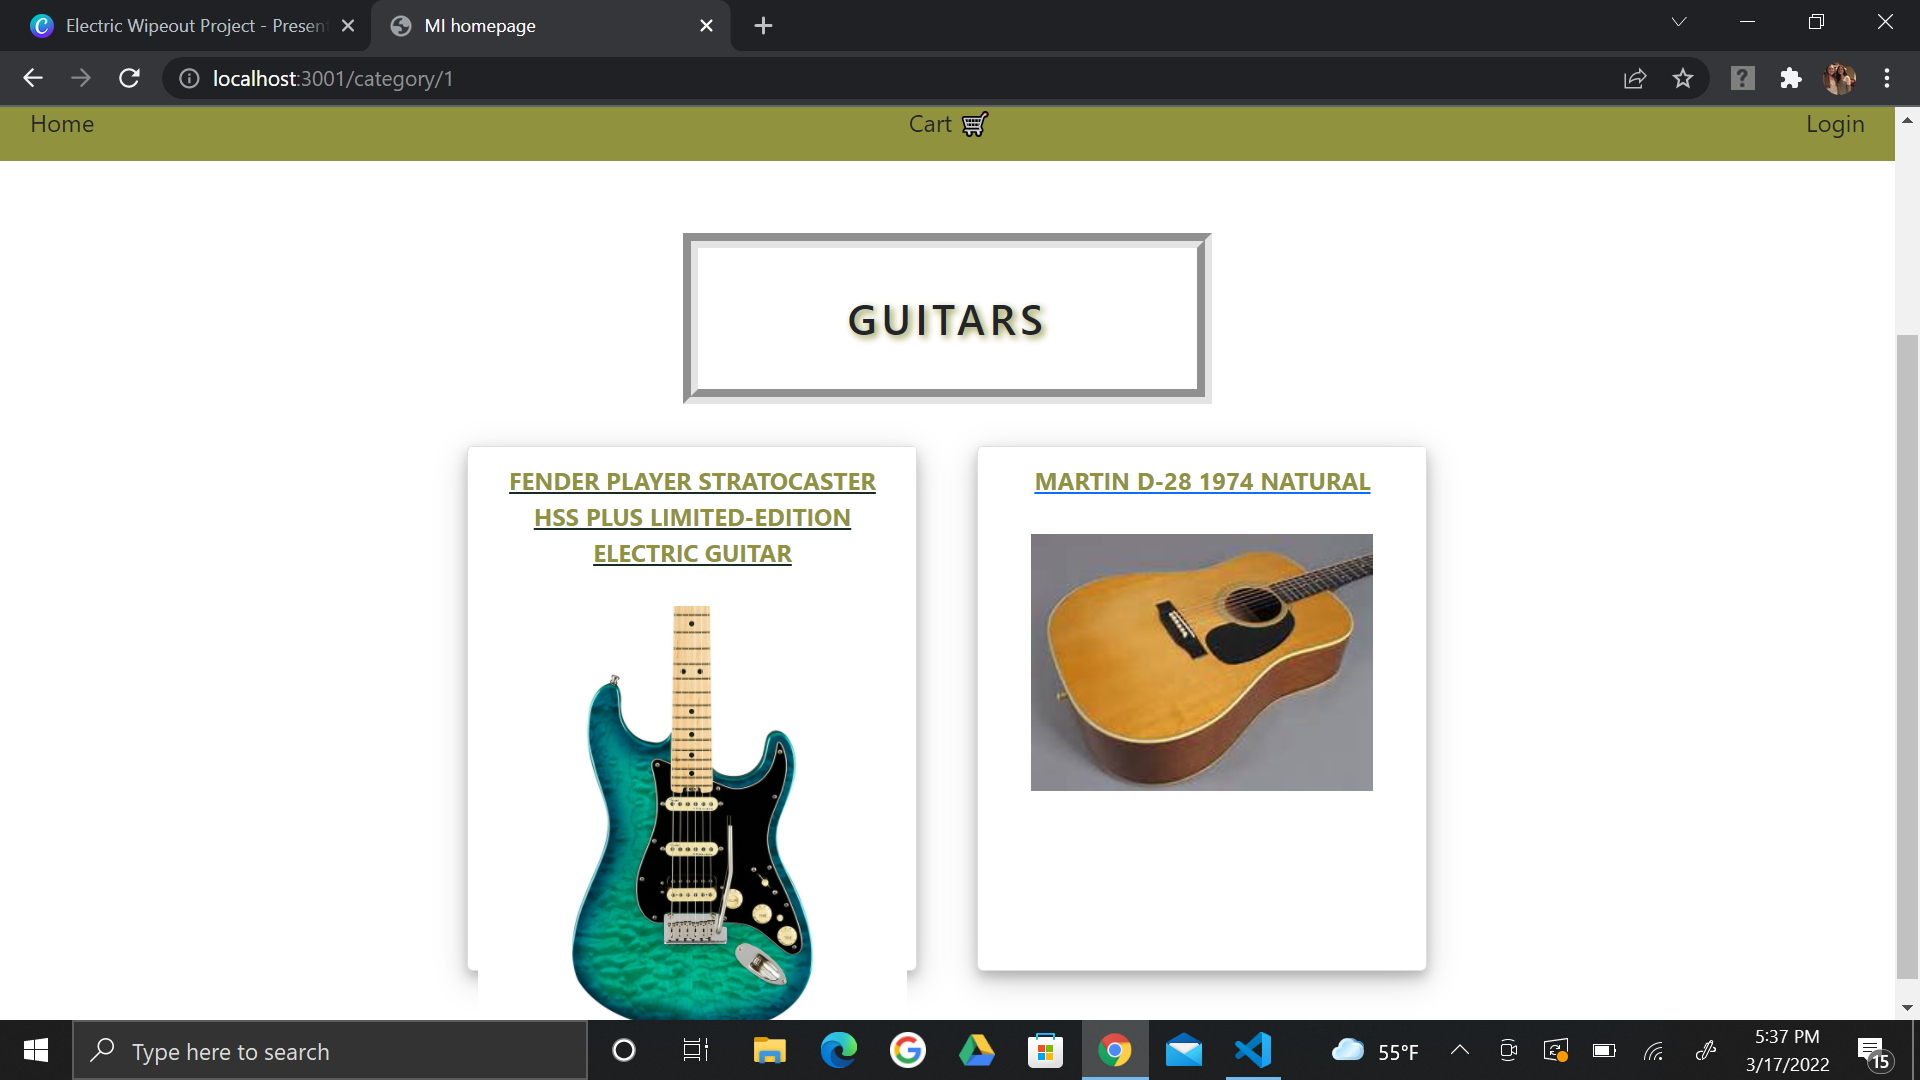 Electric Wipeout Project - Presen
MI homepage
localhost:3001/category/1
Home
Cart
Login
GUITARS
FENDER PLAYER STRATOCASTER
HSS PLUS LIMITED-EDITION
ELECTRIC GUITAR
MARTIN D-28 1974 NATURAL
Type here to search
55°F
5:37 PM
3/17/2022
15